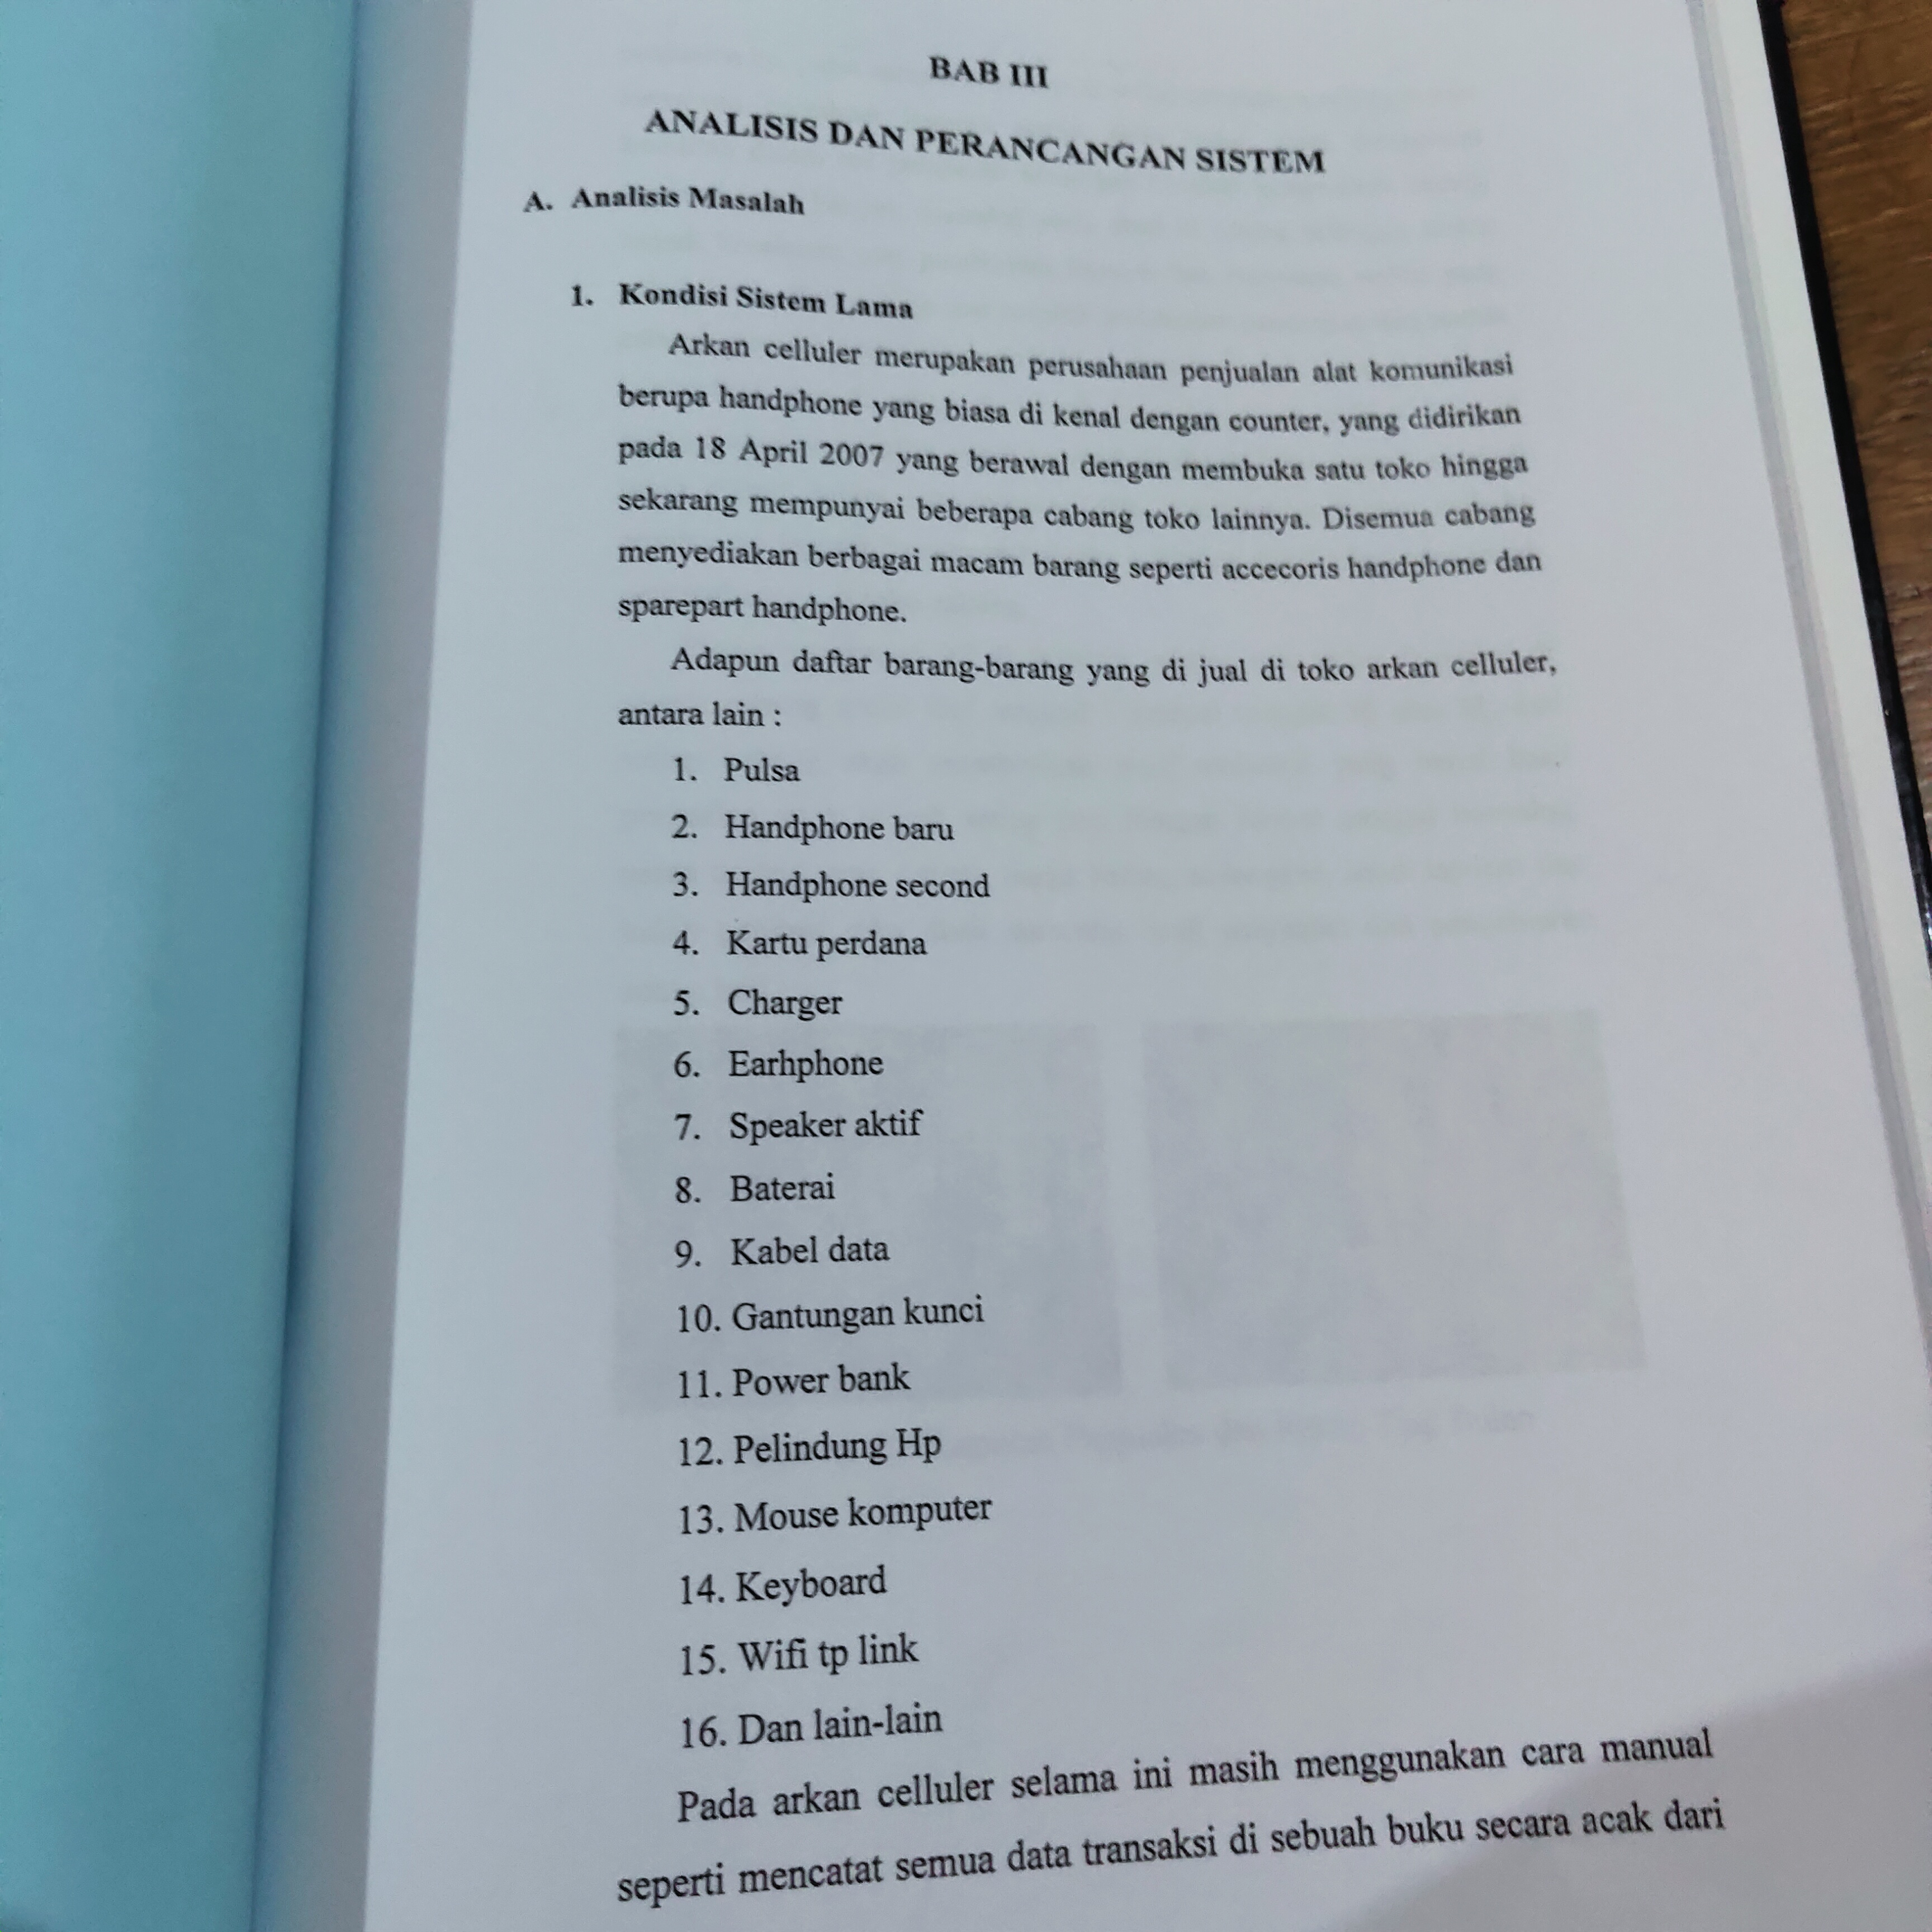 BAB III
ANALISIS DAN PERANCANGAN SISTEM
A. Analisis Masalah
1. Kondisi Sistem Lama
Arkan celluler merupakan perusahaan penjualan alat komunikasi
berupa handphone yang biasa di kenal dengan counter, yang didirikan
pada 18 April 2007 yang berawal dengan membuka satu toko hingga
sekarang mempunyai beberapa cabang toko lainnya. Disemua cabang
menyediakan berbagai macam barang seperti accecoris handphone dan
sparepart handphone.
Adapun daftar barang-barang yang di jual di toko arkan celluler,
antara lain :
1. Pulsa
2. Handphone baru
3. Handphone second
4. Kartu perdana
5. Charger
6. Earhphone
7. Speaker aktif
8. Baterai
9. Kabel data
10. Gantungan kunci
11. Power bank
12. Pelindung Hp
13. Mouse komputer
14. Keyboard
15. Wifi tp link
16. Dan lain-lain
Pada arkan celluler selama ini masih menggunakan cara manual
seperti mencatat semua data transaksi di sebuah buku secara acak dari